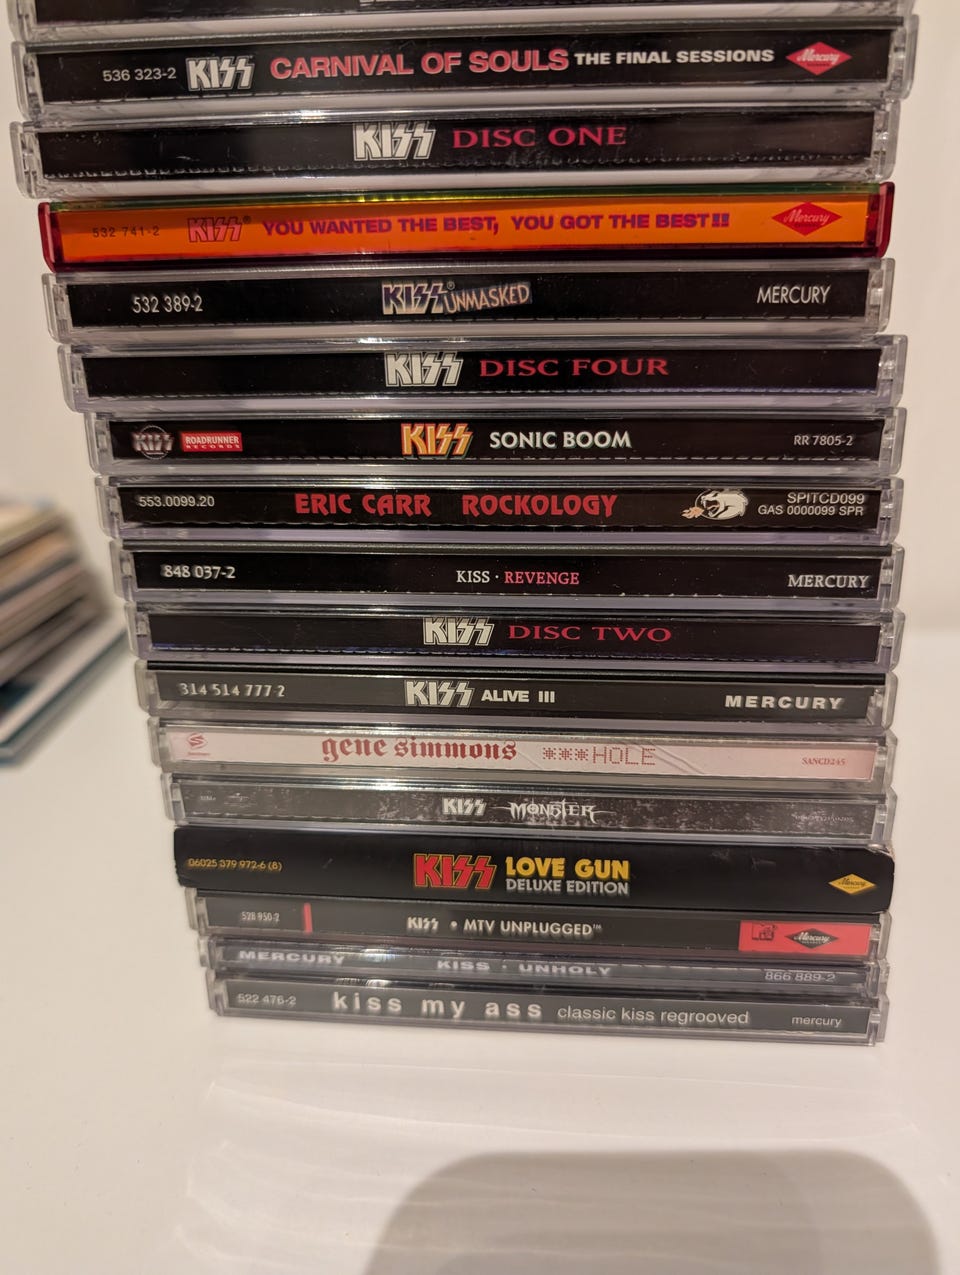 536 323-2 KISS CARNIVAL OF SOULS THE FINAL SESSIONS Mercury
KISS DISC ONE
532 741-2 KISS® YOU WANTED THE BEST, YOU GOT THE BEST!! Mercury
532 389-2 KISS® UNMASKED MERCURY
KISS DISC FOUR
KISS ROADRUNNER RECORDS KISS SONIC BOOM RR 7805-2
553.0099.20 ERIC CARR ROCKOLOGY SPITCD099
GAS 0000099 SPR
848 037-2 KISS · REVENGE MERCURY
KISS DISC TWO
314 514 777-2 KISS ALIVE III MERCURY
gene simmons ***HOLE SANCD245
KISS MONSTER
06025 379 972-6 (8) KISS LOVE GUN Mercury
DELUXE EDITION
528 950-2 KISS • MTV UNPLUGGED™ MTV Mercury
MERCURY KISS · UNHOLY 866 889-2
522 476-2 kiss my ass classic kiss regrooved mercury